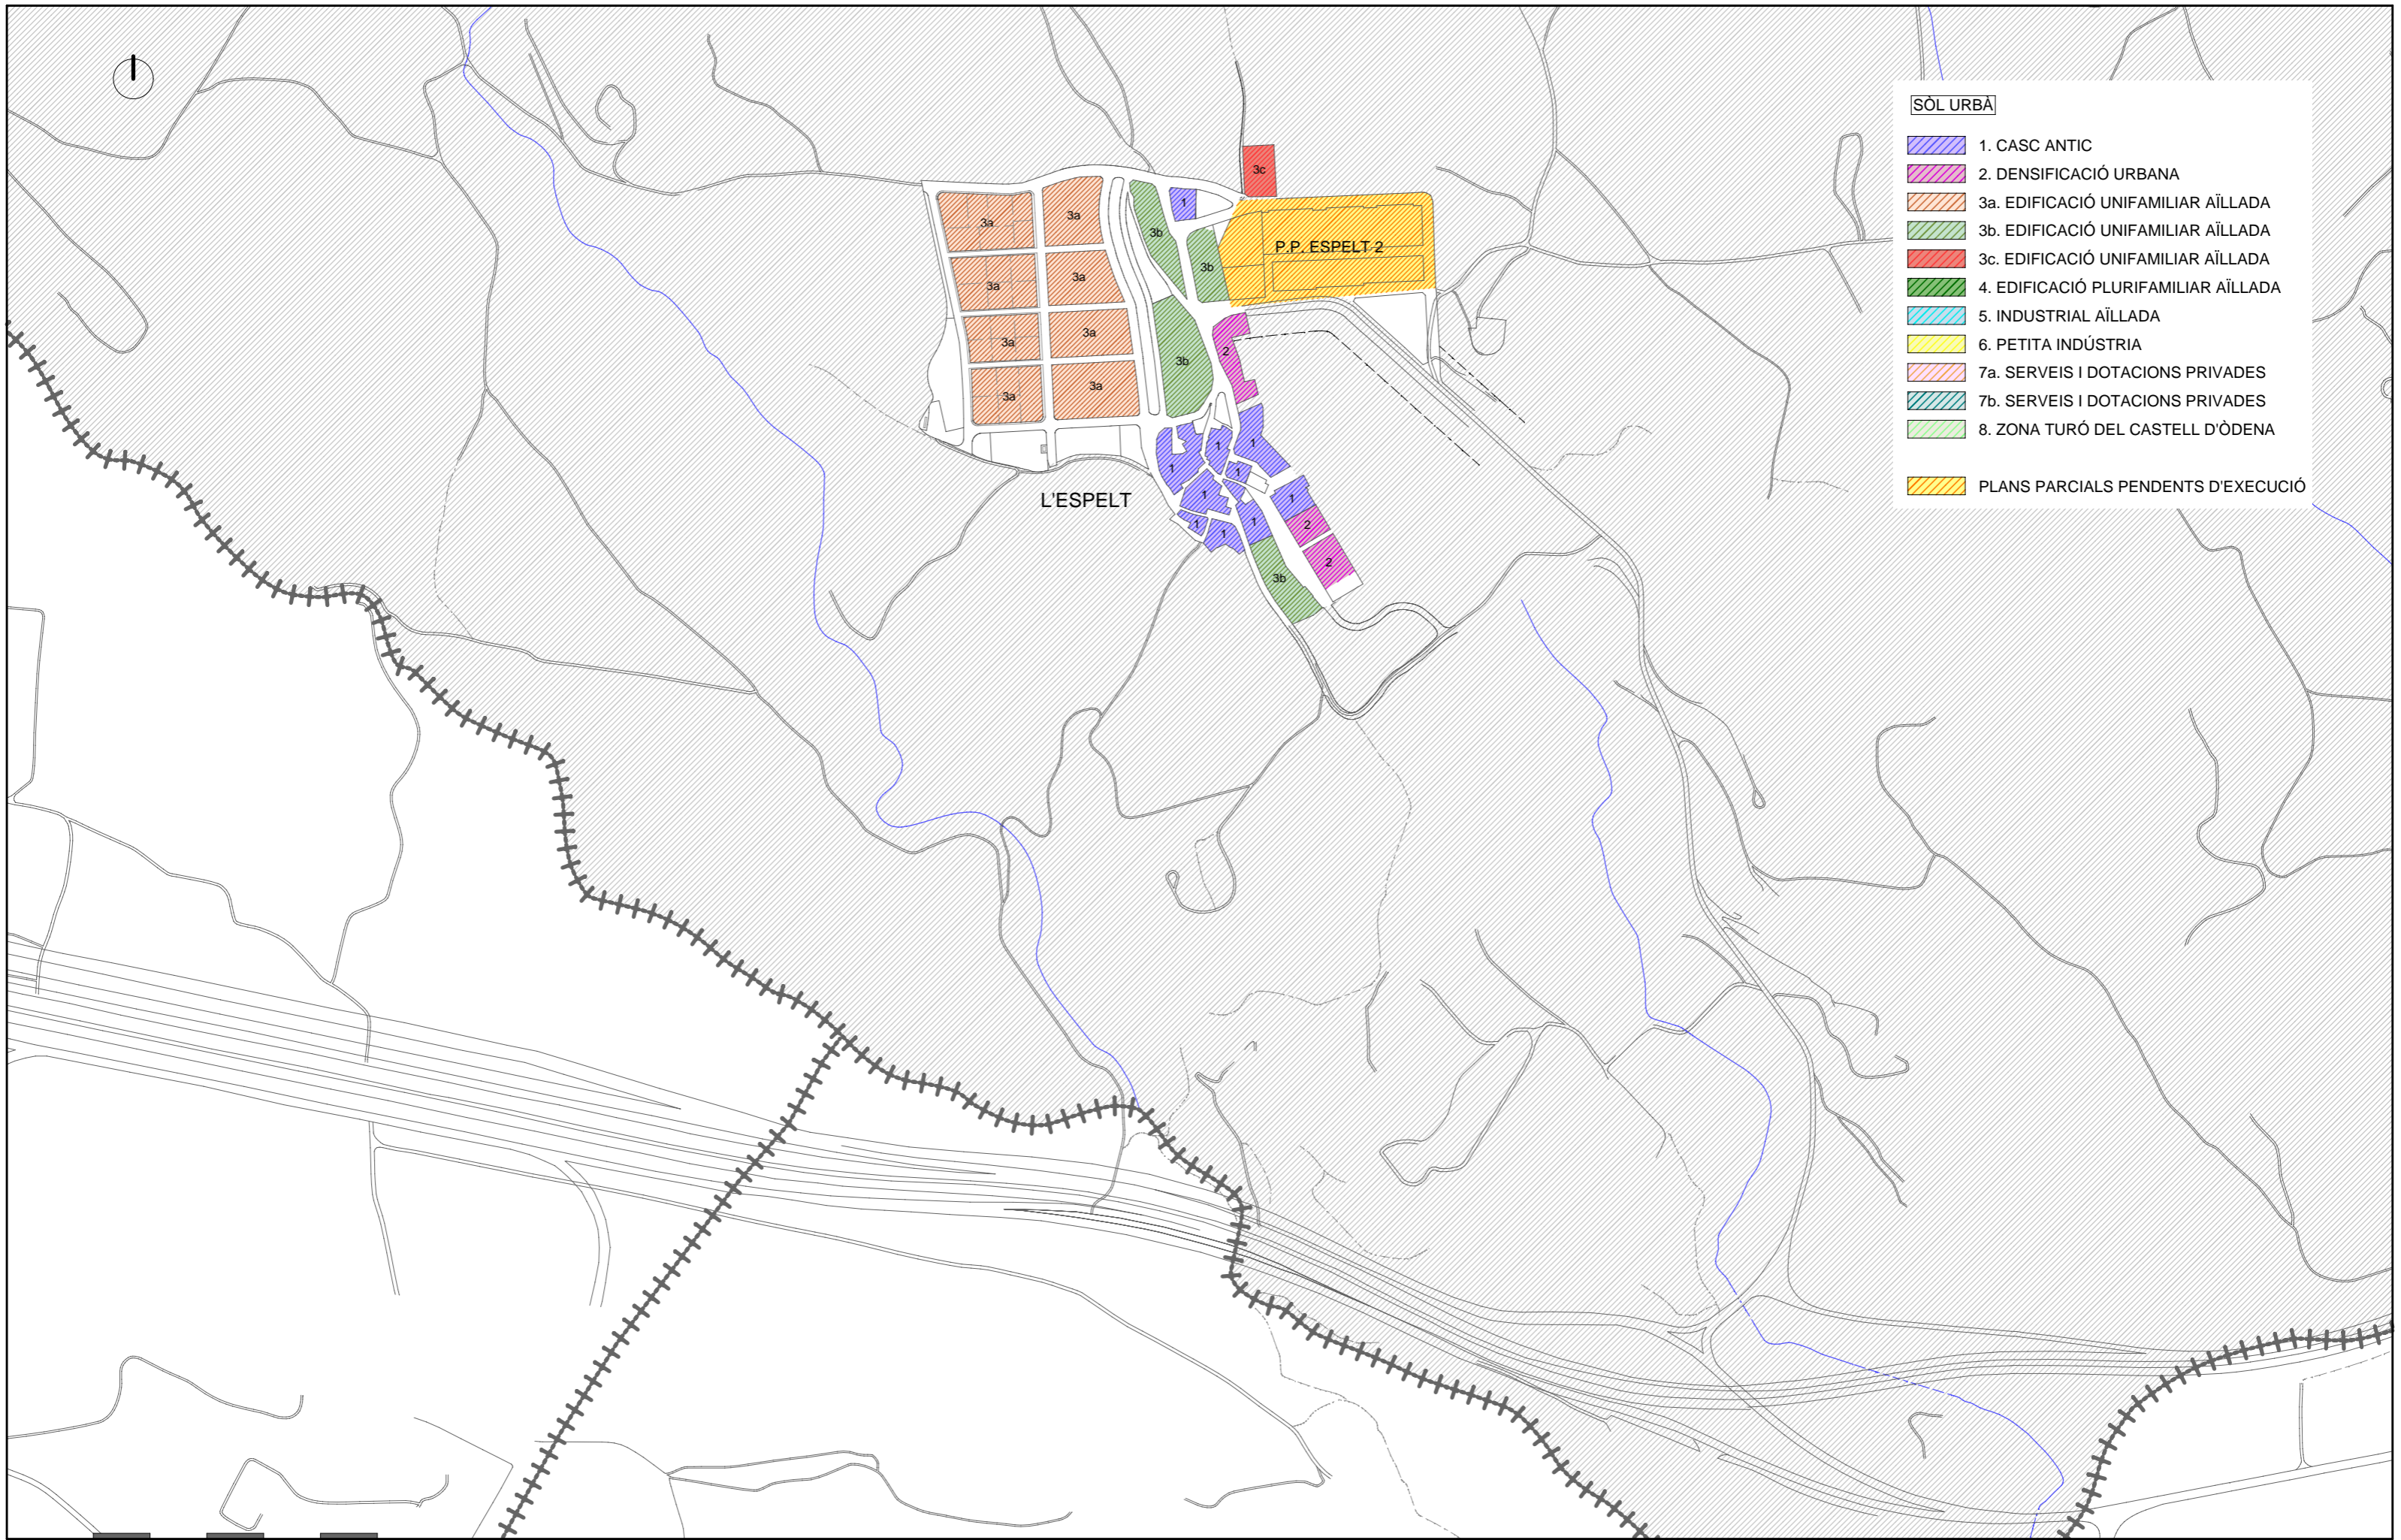 SÒL URBÀ
1. CASC ANTIC
2. DENSIFICACIÓ URBANA
3a. EDIFICACIÓ UNIFAMILIAR AÏLLADA
3b. EDIFICACIÓ UNIFAMILIAR AÏLLADA
3c. EDIFICACIÓ UNIFAMILIAR AÏLLADA
4. EDIFICACIÓ PLURIFAMILIAR AÏLLADA
5. INDUSTRIAL AÏLLADA
6. PETITA INDÚSTRIA
7a. SERVEIS I DOTACIONS PRIVADES
7b. SERVEIS I DOTACIONS PRIVADES
8. ZONA TURÓ DEL CASTELL D'ÒDENA
PLANS PARCIALS PENDENTS D'EXECUCIÓ
3c
1
3a
3a
3b
P.P. ESPELT 2
3b
3a
3a
3a
3a
2
3b
3a
3a
1
1
1
1
1
L'ESPELT
1
1
1
1
2
1
2
3b